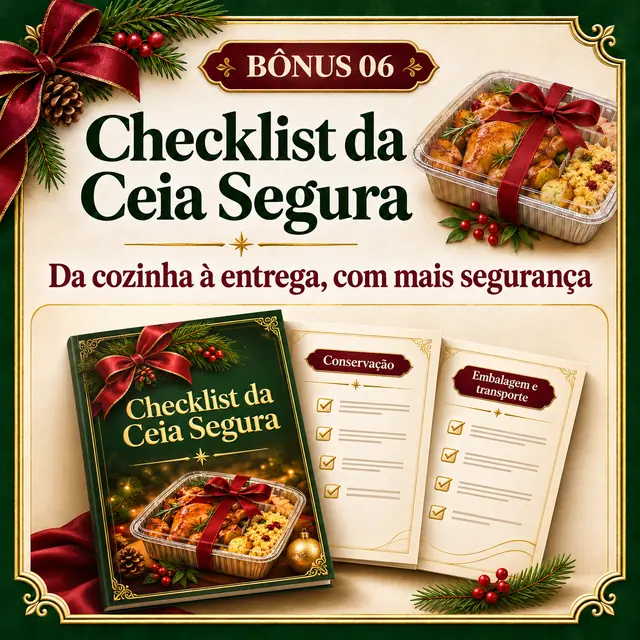 BÔNUS 06
Checklist da
Ceia Segura
Da cozinha à entrega, com mais segurança
Checklist da
Ceia Segura
Conservação
Embalagem e
transporte